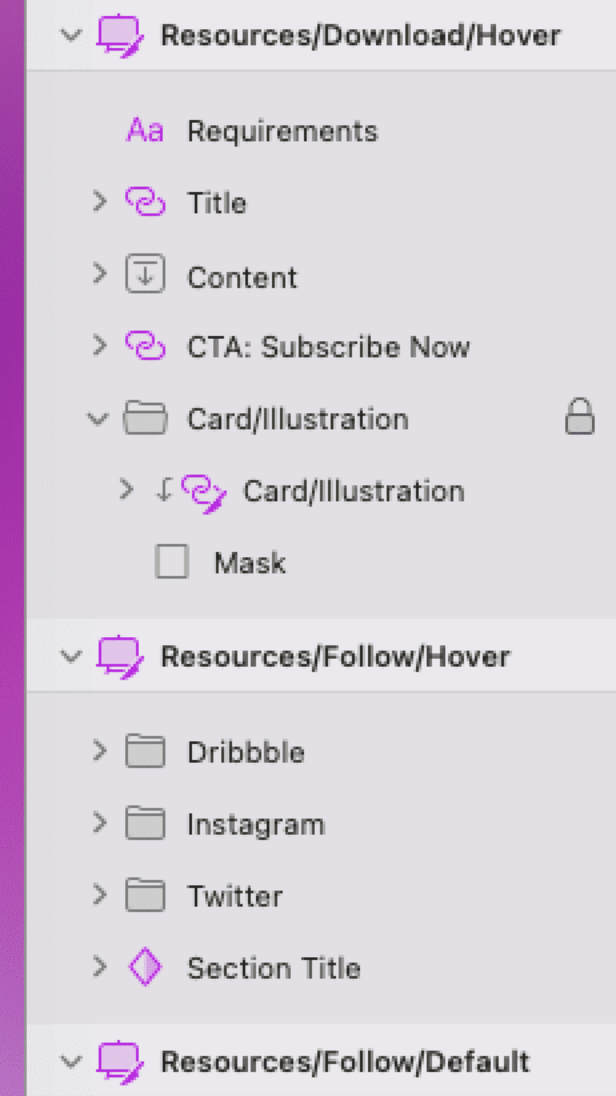 Resources/Download/Hover
Aa Requirements
Title
Content
CTA: Subscribe Now
Card/Illustration
Card/Illustration
Mask
Resources/Follow/Hover
Dribbble
Instagram
Twitter
Section Title
Resources/Follow/Default